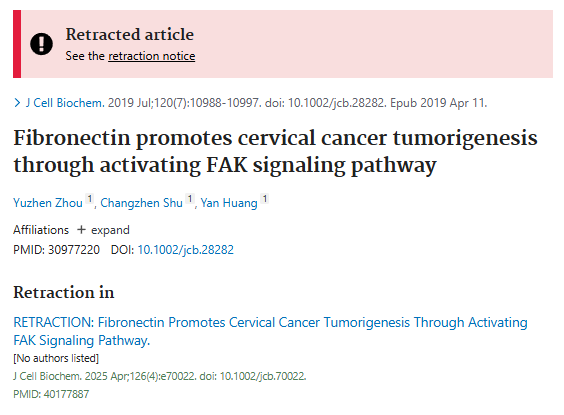 Retracted article
See the retraction notice
J Cell Biochem. 2019 Jul;120(7):10988-10997. doi: 10.1002/jcb.28282. Epub 2019 Apr 11.
Fibronectin promotes cervical cancer tumorigenesis
through activating FAK signaling pathway
Yuzhen Zhou 1, Changzhen Shu 1, Yan Huang 1
Affiliations + expand
PMID: 30977220 DOI: 10.1002/jcb.28282
Retraction in
RETRACTION: Fibronectin Promotes Cervical Cancer Tumorigenesis Through Activating
FAK Signaling Pathway.
[No authors listed]
J Cell Biochem. 2025 Apr;126(4):e70022. doi: 10.1002/jcb.70022.
PMID: 40177887